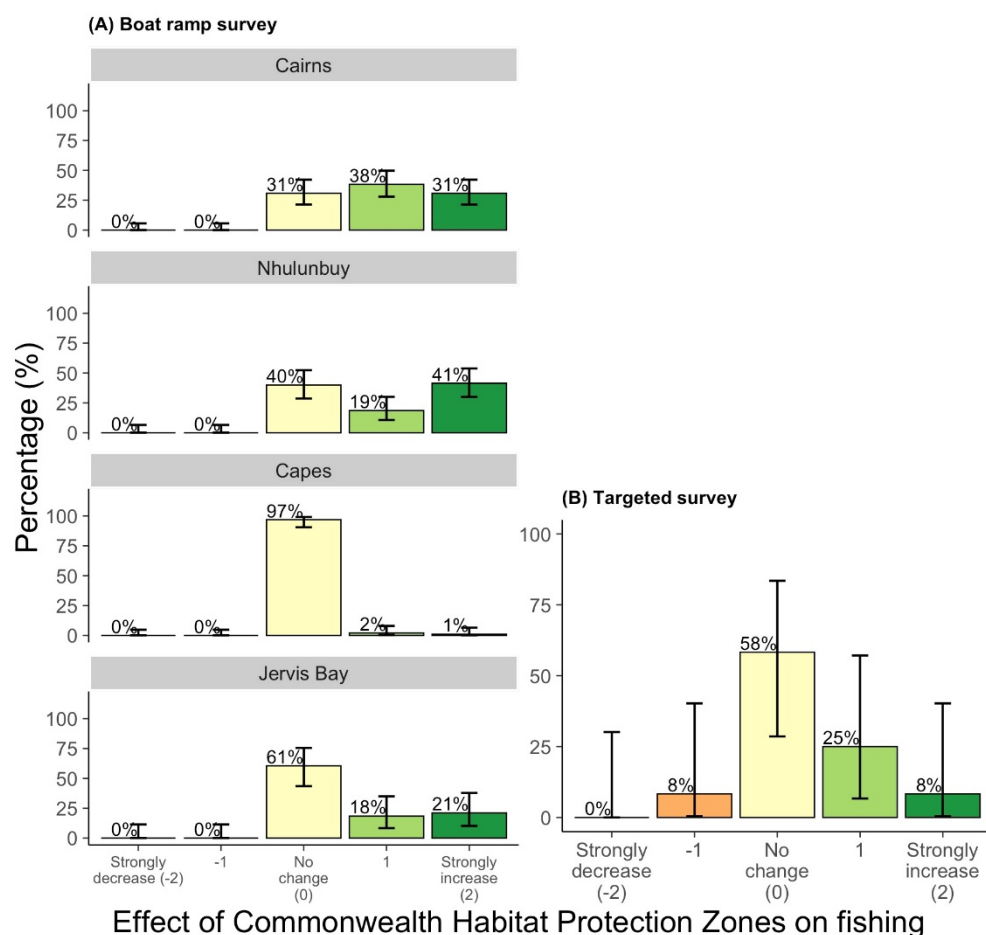 (A) Boat ramp survey
Cairns
100
75
50
25
0
0%
0%
31%
38%
31%
Nhulunbuy
100
75
50
25
0
0%
0%
40%
19%
41%
Capes
100
75
50
25
0
0%
0%
97%
2%
1%
Jervis Bay
100
75
50
25
0
0%
0%
61%
18%
21%
Strongly
decrease (-2)
-1
No
change
(0)
1
Strongly
increase
(2)
Percentage (%)
(B) Targeted survey
100
75
50
25
0
0%
8%
58%
25%
8%
Strongly
decrease
(-2)
-1
No
change
(0)
1
Strongly
increase
(2)
Effect of Commonwealth Habitat Protection Zones on fishing